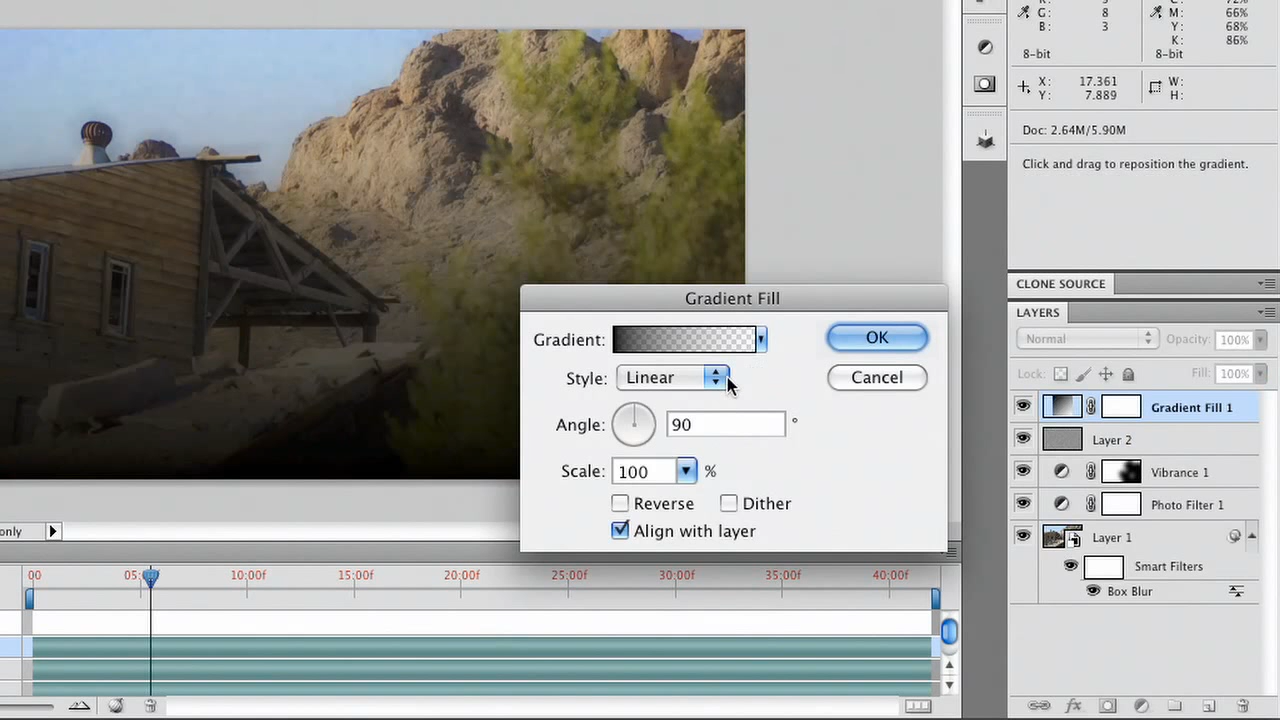 R: 5 C: 72%
G: 8 M: 66%
B: 3 Y: 68%
K: 86%
8-bit 8-bit
X: 17.361 W:
Y: 7.889 H:
Doc: 2.64M/5.90M
Click and drag to reposition the gradient.
CLONE SOURCE
LAYERS
Normal Opacity: 100%
Lock: Fill: 100%
Gradient Fill 1
Layer 2
Vibrance 1
Photo Filter 1
Layer 1
Smart Filters
Box Blur
Gradient Fill
Gradient: OK
Style: Linear Cancel
Angle: 90 °
Scale: 100 %
Reverse Dither
Align with layer
only
00 05: 10:00f 15:00f 20:00f 25:00f 30:00f 35:00f 40:00f
fx